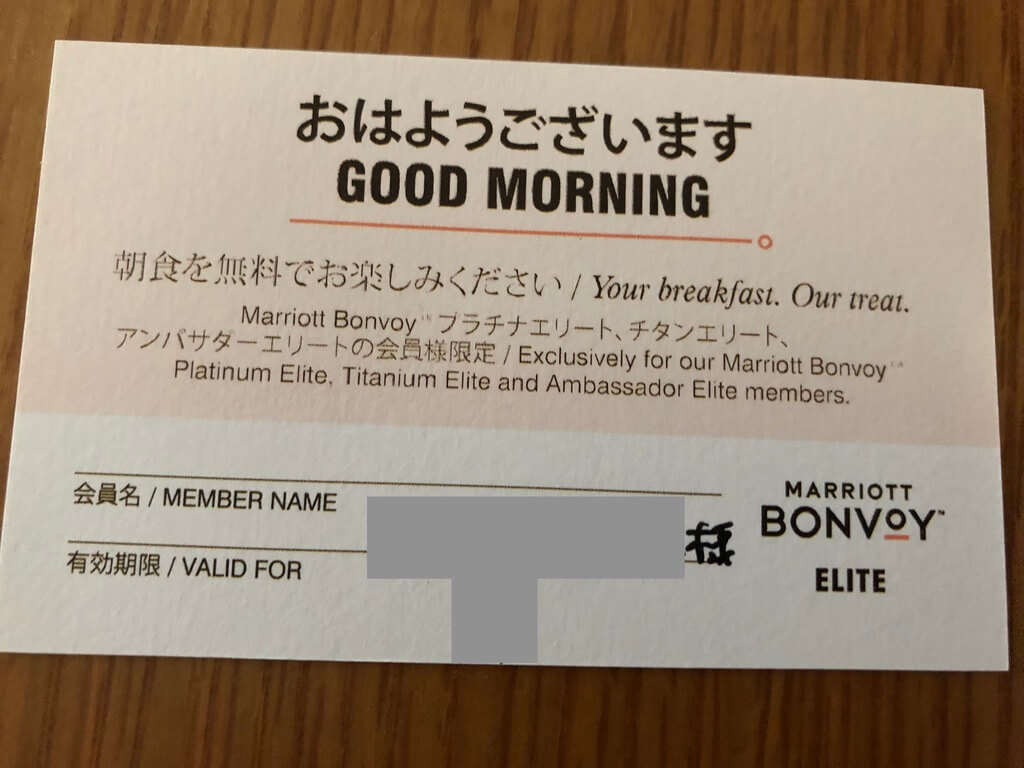 おはようございます
GOOD MORNING
朝食を無料でお楽しみください / Your breakfast. Our treat.
Marriott Bonvoy™ プラチナエリート、チタンエリート、
アンバサダーエリートの会員様限定 / Exclusively for our Marriott Bonvoy™
Platinum Elite, Titanium Elite and Ambassador Elite members.
会員名 / MEMBER NAME
様
有効期限 / VALID FOR
MARRIOTT
BONVOY™
ELITE